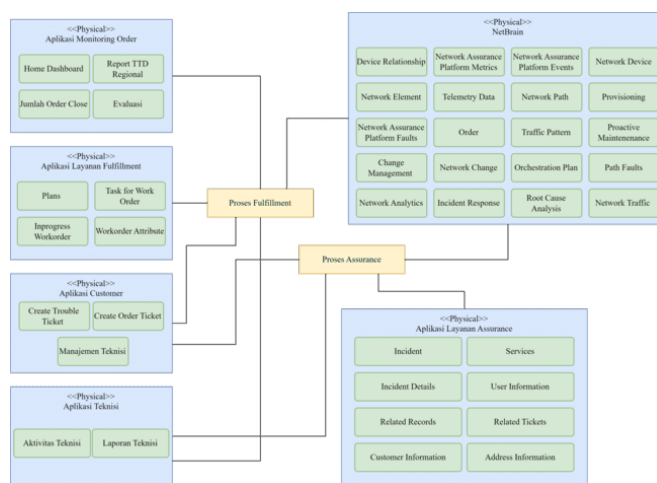 <<Physical>>
Aplikasi Monitoring Order
Home Dashboard
Report TTD
Regional
Jumlah Order Close
Evaluasi
<<Physical>>
Aplikasi Layanan Fulfillment
Plans
Task for Work
Order
Inprogress
Workorder
Workorder Attribute
<<Physical>>
Aplikasi Customer
Create Trouble
Ticket
Create Order Ticket
Manajemen Teknisi
<<Physical>>
Aplikasi Teknisi
Aktivitas Teknisi
Laporan Teknisi
Proses Fulfillment
Proses Assurance
<<Physical>>
NetBrain
Device Relationship
Network Assurance
Platform Metrics
Network Assurance
Platform Events
Network Device
Network Element
Telemetry Data
Network Path
Provisioning
Network Assurance
Platform Faults
Order
Traffic Pattern
Proactive
Maintenenance
Change
Management
Network Change
Orchestration Plan
Path Faults
Network Analytics
Incident Response
Root Cause
Analysis
Network Traffic
<<Physical>>
Aplikasi Layanan Assurance
Incident
Services
Incident Details
User Information
Related Records
Related Tickets
Customer Information
Address Information